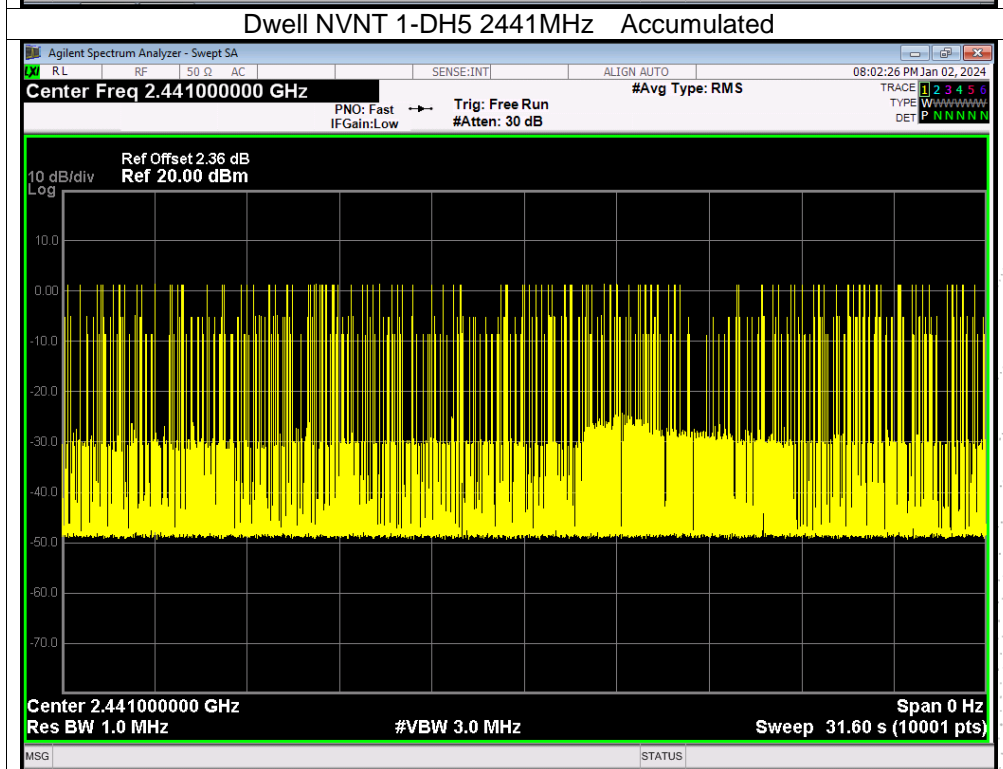 Dwell NVNT 1-DH5 2441MHz Accumulated
Agilent Spectrum Analyzer - Swept SA
LXI RL RF 50 Ω AC SENSE:INT ALIGN AUTO 08:02:26 PM Jan 02, 2024
Center Freq 2.441000000 GHz #Avg Type: RMS TRACE 1 2 3 4 5 6
PNO: Fast Trig: Free Run TYPE WWWWWW
IFGain:Low #Atten: 30 dB DET P N N N N N
Ref Offset 2.36 dB
10 dB/div Ref 20.00 dBm
Log
10.0
0.00
-10.0
-20.0
-30.0
-40.0
-50.0
-60.0
-70.0
Center 2.441000000 GHz Span 0 Hz
Res BW 1.0 MHz #VBW 3.0 MHz Sweep 31.60 s (10001 pts)
MSG STATUS